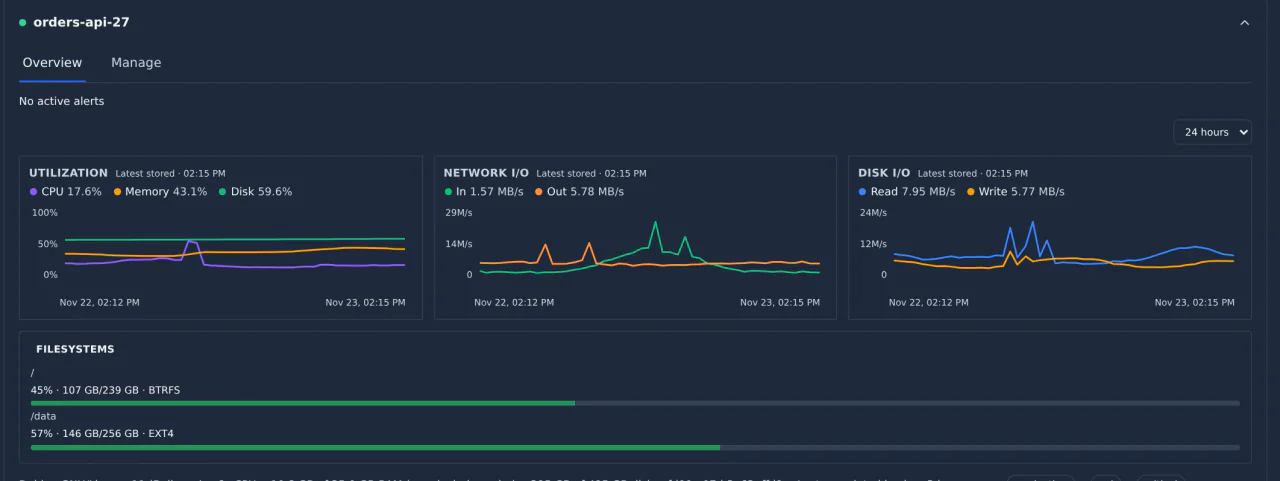 orders-api-27
Overview Manage
No active alerts
24 hours
UTILIZATION Latest stored · 02:15 PM
CPU 17.6% Memory 43.1% Disk 59.6%
100%
50%
0%
Nov 22, 02:12 PM Nov 23, 02:15 PM
NETWORK I/O Latest stored · 02:15 PM
In 1.57 MB/s Out 5.78 MB/s
29M/s
14M/s
0
Nov 22, 02:12 PM Nov 23, 02:15 PM
DISK I/O Latest stored · 02:15 PM
Read 7.95 MB/s Write 5.77 MB/s
24M/s
12M/s
0
Nov 22, 02:12 PM Nov 23, 02:15 PM
FILESYSTEMS
/
45% · 107 GB/239 GB · BTRFS
/data
57% · 146 GB/256 GB · EXT4